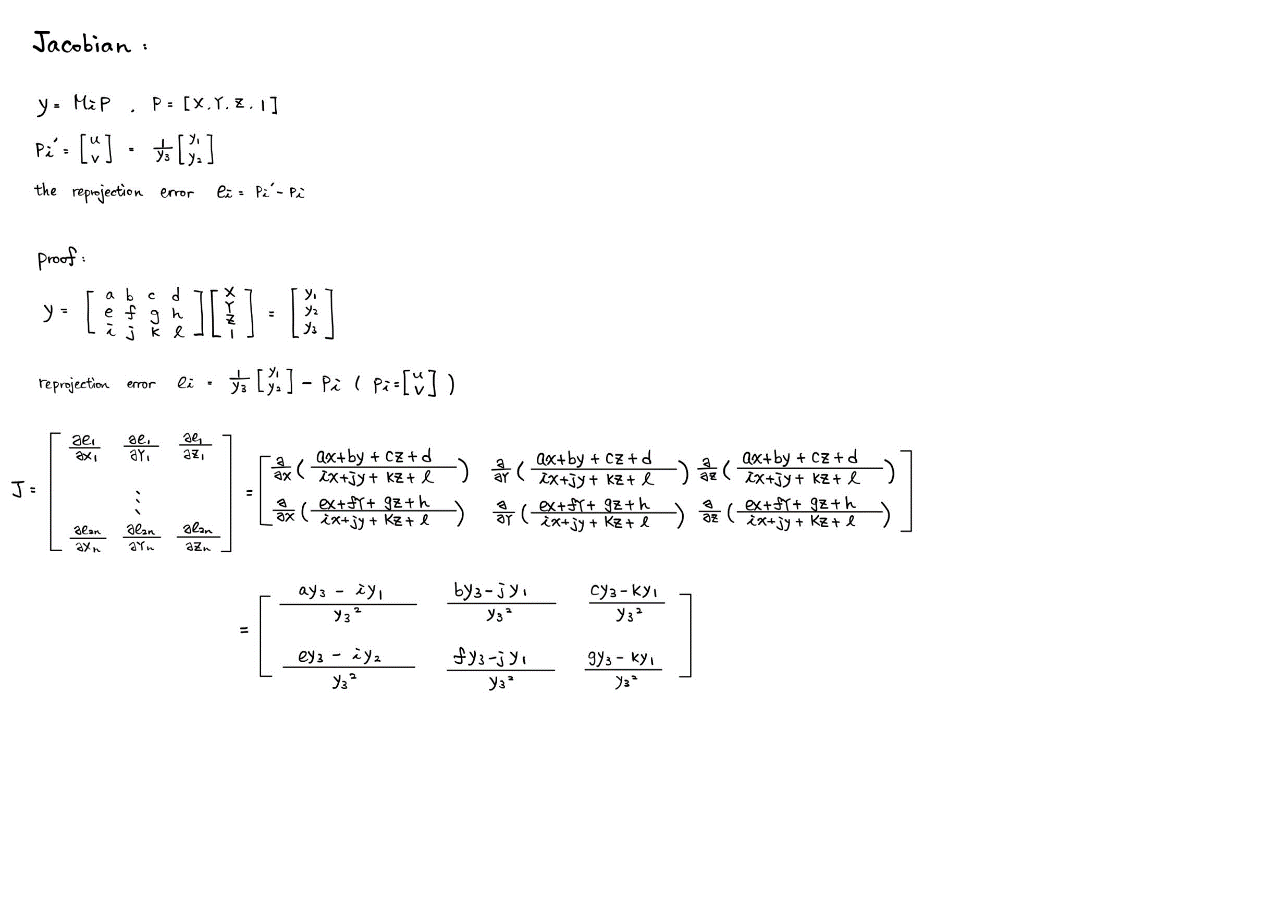 Jacobian :
y = MiP , P = [X, Y, Z, 1]
Pi′ = [u v] = 1/y₃ [y₁ y₂]
the reprojection error ei = Pi′ - Pi
proof :
y = [a b c d; e f g h; i j k l] [X Y Z 1] = [y₁ y₂ y₃]
reprojection error ei = 1/y₃ [y₁ y₂] - Pi ( Pi = [u v] )
J = [∂e₁/∂X₁ ∂e₁/∂Y₁ ∂e₁/∂Z₁; ⋮; ∂e₂ₙ/∂Xₙ ∂e₂ₙ/∂Yₙ ∂e₂ₙ/∂Zₙ] = [∂/∂X ((ax+by+cz+d)/(ix+jy+kz+l)) ∂/∂Y ((ax+by+cz+d)/(ix+jy+kz+l)) ∂/∂Z ((ax+by+cz+d)/(ix+jy+kz+l)); ∂/∂X ((ex+fY+gz+h)/(ix+jy+kz+l)) ∂/∂Y ((ex+fY+gz+h)/(ix+jy+kz+l)) ∂/∂Z ((ex+fY+gz+h)/(ix+jy+kz+l))]
= [(ay₃ - iy₁)/y₃² (by₃ - jy₁)/y₃² (cy₃ - ky₁)/y₃²; (ey₃ - iy₂)/y₃² (fy₃ - jy₁)/y₃² (gy₃ - ky₁)/y₃²]